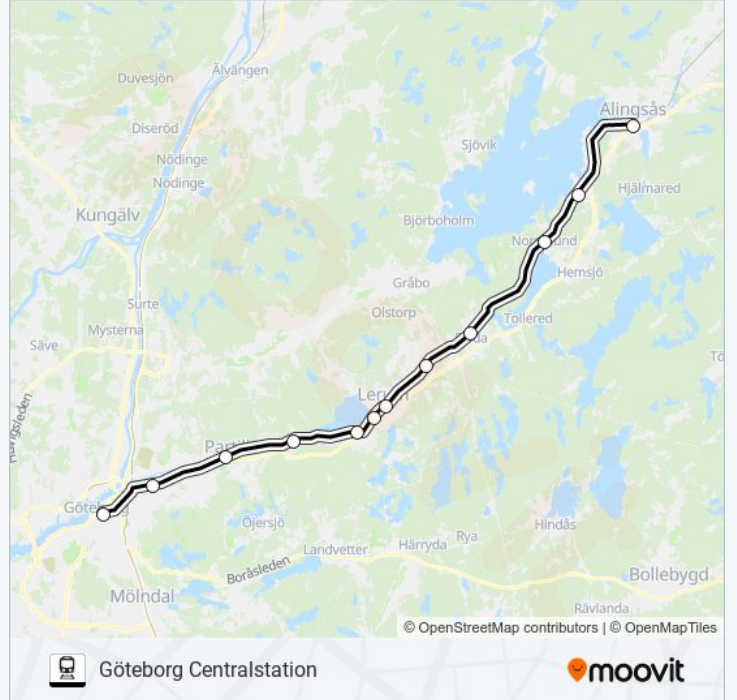 Älvängen
Duvesjön
Alingsås
Diseröd
Sjövik
Nödinge
Nödinge
Hjälmared
Kungälv
Björboholm
Hemsjö
Gråbo
Surte
Olstorp
Tollered
Mysterna
Säve
Öjersjö
Hindås
Rya
Härryda
Landvetter
Boråsleden
Bollebygd
Mölndal
Rävlanda
© OpenStreetMap contributors | © OpenMapTiles
Göteborg Centralstation
moovit